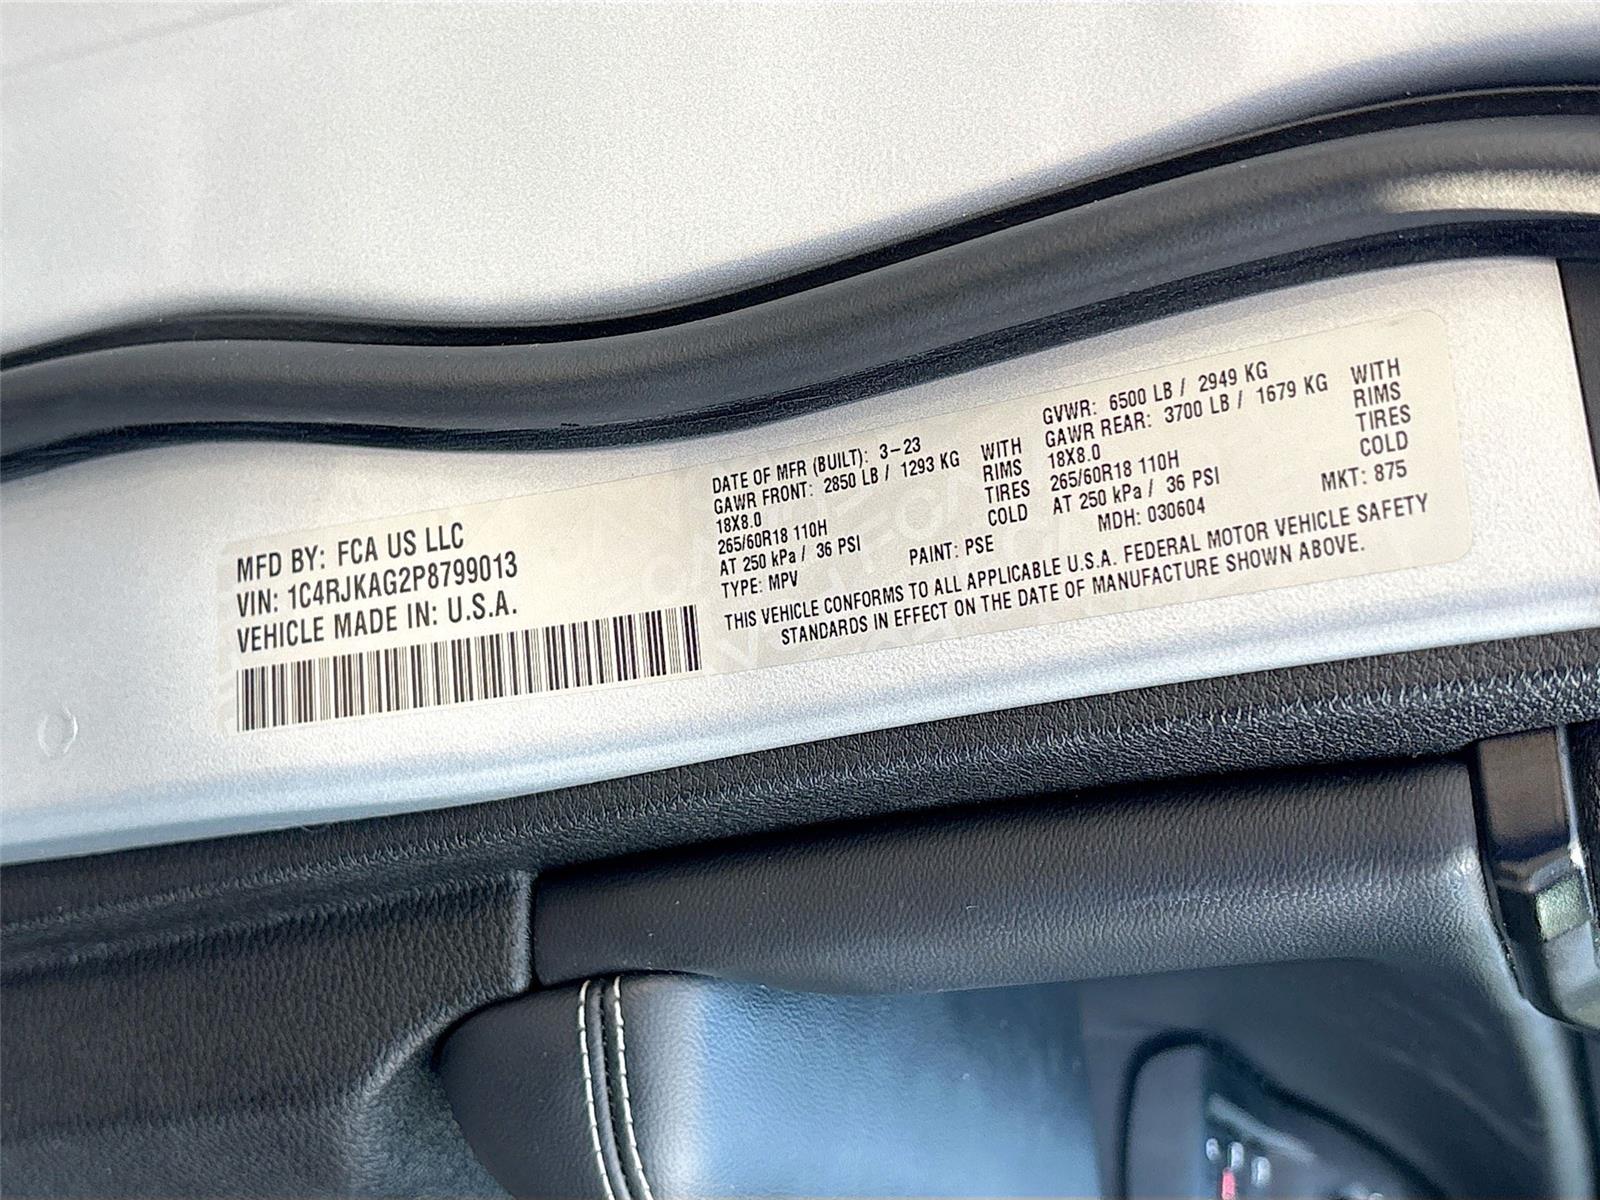 MFD BY: FCA US LLC
VIN: 1C4RJKAG2P8799013
VEHICLE MADE IN: U.S.A.
DATE OF MFR (BUILT): 3-23
GAWR FRONT: 2850 LB / 1293 KG WITH
18X8.0 RIMS
265/60R18 110H TIRES
AT 250 kPa / 36 PSI COLD
TYPE: MPV PAINT: PSE
GVWR: 6500 LB / 2949 KG
GAWR REAR: 3700 LB / 1679 KG WITH
18X8.0 RIMS
265/60R18 110H TIRES
AT 250 kPa / 36 PSI COLD
MDH: 030604 MKT: 875
THIS VEHICLE CONFORMS TO ALL APPLICABLE U.S.A. FEDERAL MOTOR VEHICLE SAFETY
STANDARDS IN EFFECT ON THE DATE OF MANUFACTURE SHOWN ABOVE.